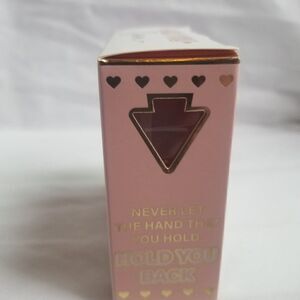 NEVER LET
THE HAND THAT
YOU HOLD
HOLD YOU
BACK